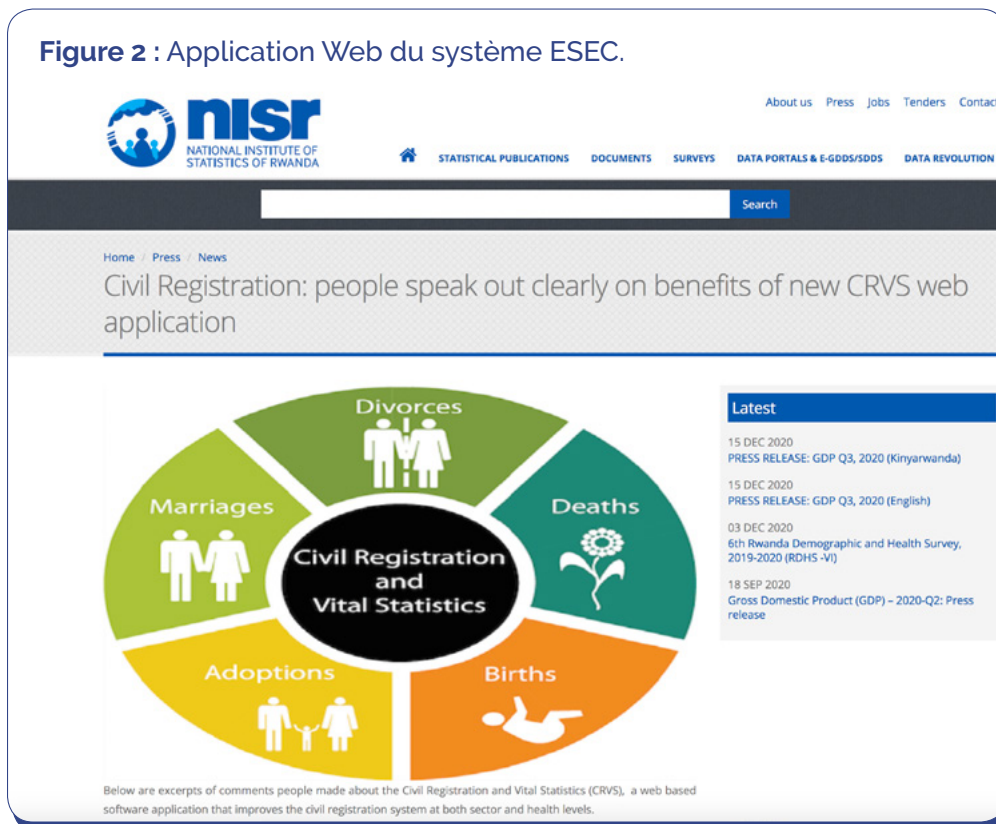 Figure 2 : Application Web du système ESEC.
nisr
NATIONAL INSTITUTE OF
STATISTICS OF RWANDA
About us Press Jobs Tenders Contact
STATISTICAL PUBLICATIONS DOCUMENTS SURVEYS DATA PORTALS & E-GDDS/SDDS DATA REVOLUTION
Search
Home / Press / News
Civil Registration: people speak out clearly on benefits of new CRVS web
application
Divorces
Marriages
Deaths
Civil Registration
and
Vital Statistics
Adoptions
Births
Latest
15 DEC 2020
PRESS RELEASE: GDP Q3, 2020 (Kinyarwanda)
15 DEC 2020
PRESS RELEASE: GDP Q3, 2020 (English)
03 DEC 2020
6th Rwanda Demographic and Health Survey,
2019-2020 (RDHS -VI)
18 SEP 2020
Gross Domestic Product (GDP) – 2020-Q2: Press
release
Below are excerpts of comments people made about the Civil Registration and Vital Statistics (CRVS), a web based
software application that improves the civil registration system at both sector and health levels.